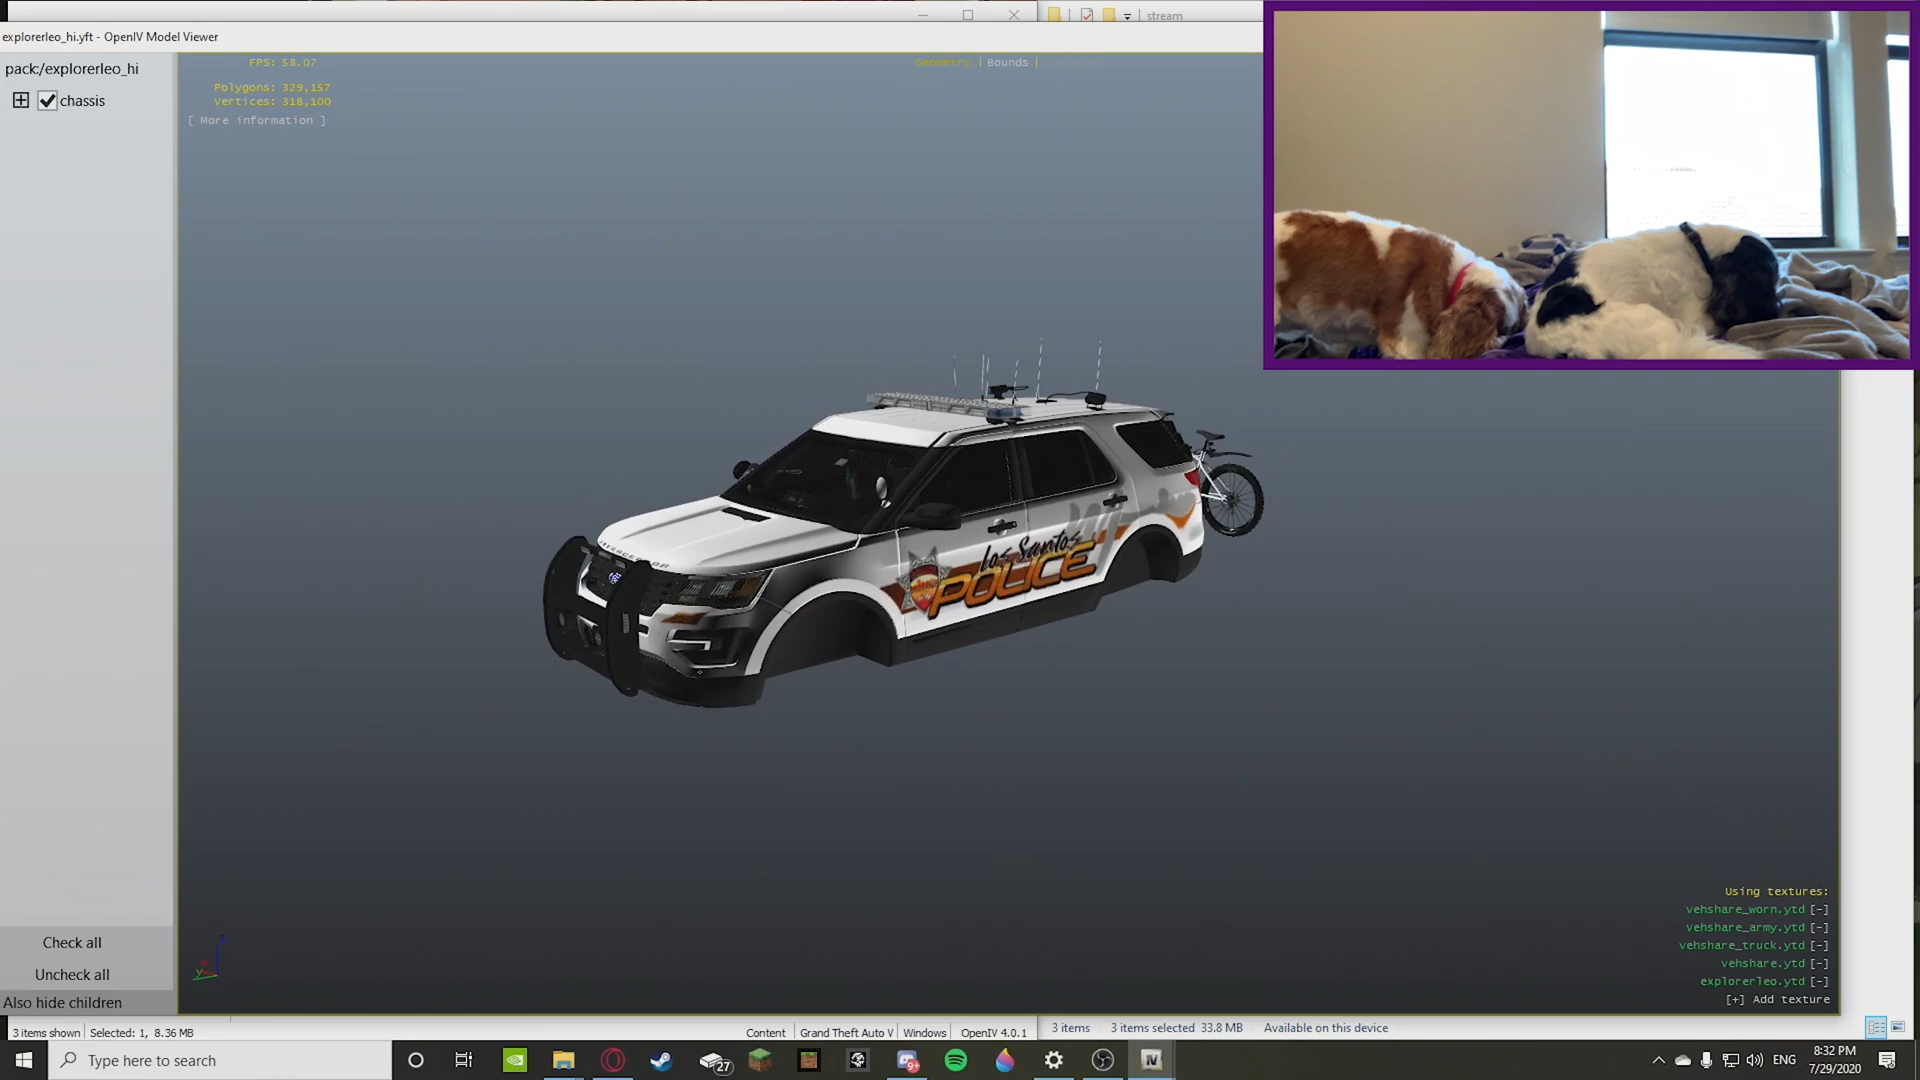 stream
explorerleo_hi.yft - OpenIV Model Viewer
pack:/explorerleo_hi
chassis
FPS: 58.07
Polygons: 329,157
Vertices: 318,100
[ More information ]
Geometry | Bounds | Skeleton
INTERCEPTOR
Los Santos
POLICE
Using textures:
vehshare_worn.ytd [-]
vehshare_army.ytd [-]
vehshare_truck.ytd [-]
vehshare.ytd [-]
explorerleo.ytd [-]
[+] Add texture
z
y
Check all
Uncheck all
Also hide children
3 items shown
Selected: 1, 8.36 MB
Content
Grand Theft Auto V
Windows
OpenIV 4.0.1
3 items
3 items selected 33.8 MB
Available on this device
Type here to search
27
9+
IV
ENG
8:32 PM
7/29/2020